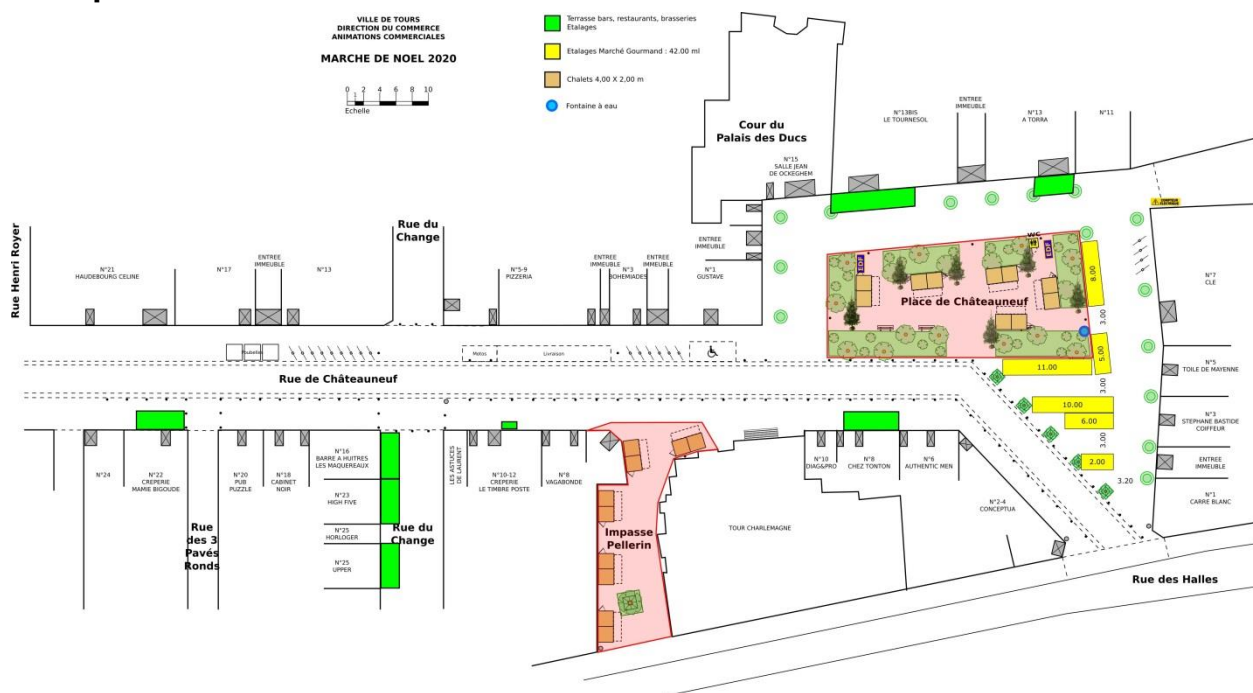 VILLE DE TOURS
DIRECTION DU COMMERCE
ANIMATIONS COMMERCIALES
MARCHE DE NOEL 2020
0 1 2 4 6 8 10
Echelle
Terrasse bars, restaurants, brasseries
Etalages
Etalages Marché Gourmand : 42.00 ml
Chalets 4,00 X 2,00 m
Fontaine à eau
Cour du
Palais des Ducs
N°15
SALLE JEAN
DE OCKEGHEM
N°13BIS
LE TOURNESOL
ENTREE
IMMEUBLE
N°13
A TORRA
N°11
Rue Henri Royer
N°21
HAUDEBOURG CELINE
N°17
ENTREE
IMMEUBLE
N°13
Rue du
Change
N°5-9
PIZZERIA
ENTREE
IMMEUBLE
N°3
BOHEMIADES
ENTREE
IMMEUBLE
N°1
GUSTAVE
ENTREE
IMMEUBLE
WC
EDF
EDF
Place de Châteauneuf
8.00
3.00
5.00
11.00
3.00
10.00
6.00
3.00
2.00
3.20
N°7
CLE
N°5
TOILE DE MAYENNE
N°3
STEPHANE BASTIDE
COIFFEUR
ENTREE
IMMEUBLE
N°1
CARRE BLANC
Poubelles
Motos
Livraison
Rue de Châteauneuf
N°24
N°22
CREPERIE
MAMIE BIGOUDE
N°20
PUB
PUZZLE
N°18
CABINET
NOIR
N°16
BARRE A HUITRES
LES MAQUEREAUX
N°23
HIGH FIVE
N°25
HORLOGER
N°25
UPPER
Rue
des 3
Pavés
Ronds
Rue du
Change
LES ASTUCES
DE LAURENT
N°10-12
CREPERIE
LE TIMBRE POSTE
N°8
VAGABONDE
Impasse
Pellerin
TOUR CHARLEMAGNE
N°10
DIAG&PRO
N°8
CHEZ TONTON
N°6
AUTHENTIC MEN
N°2-4
CONCEPTUA
Rue des Halles